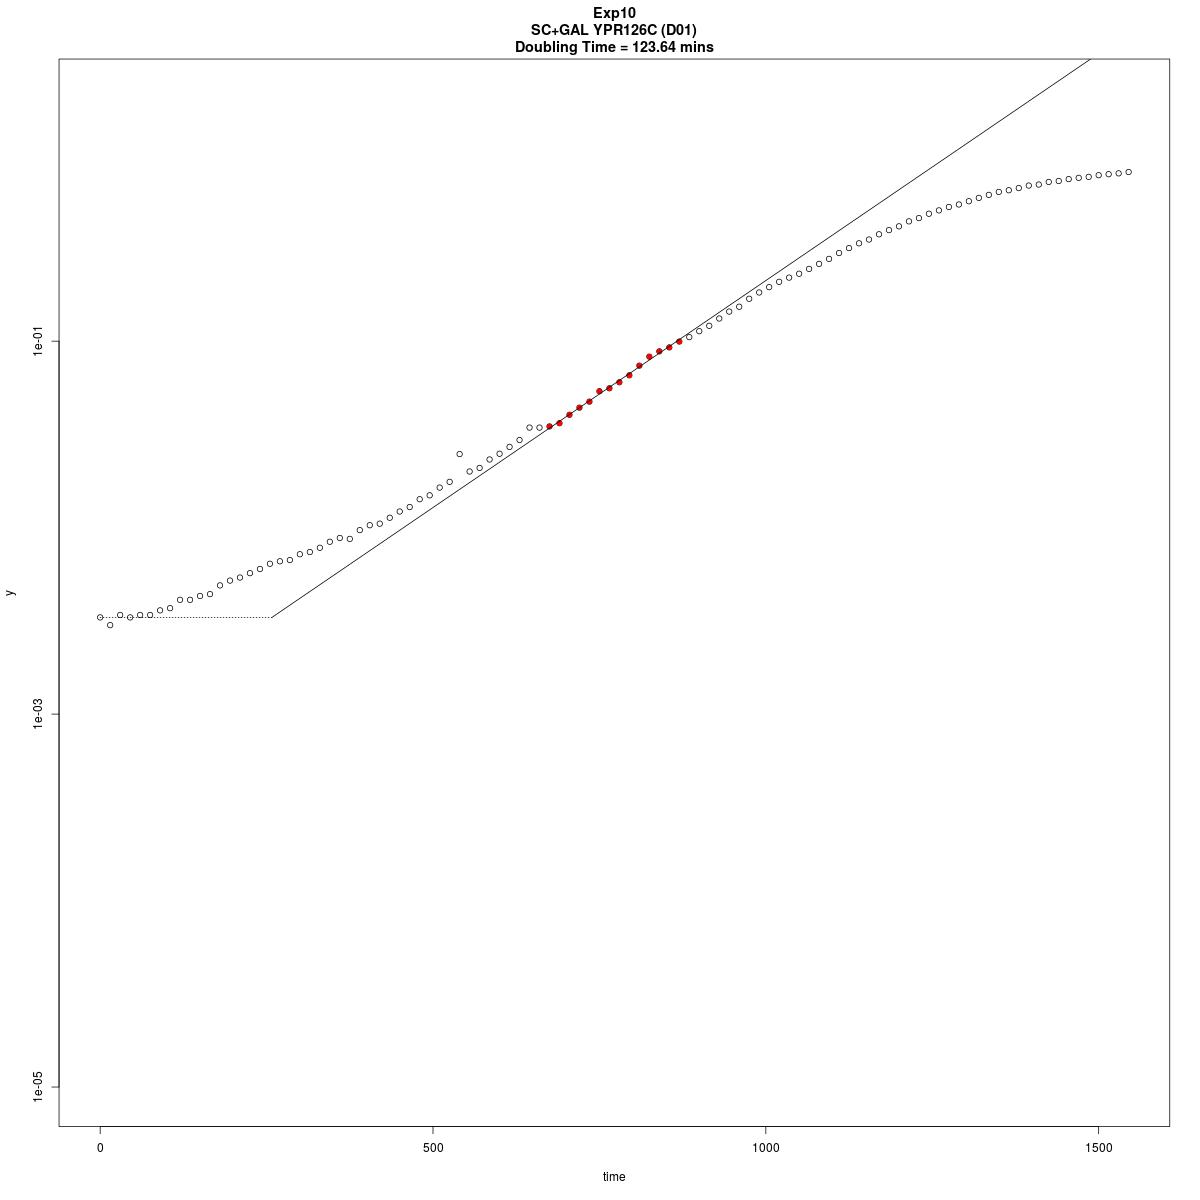 Exp10
SC+GAL YPR126C (D01)
Doubling Time = 123.64 mins
1e-01
y
1e-03
1e-05
0 500 1000 1500
time